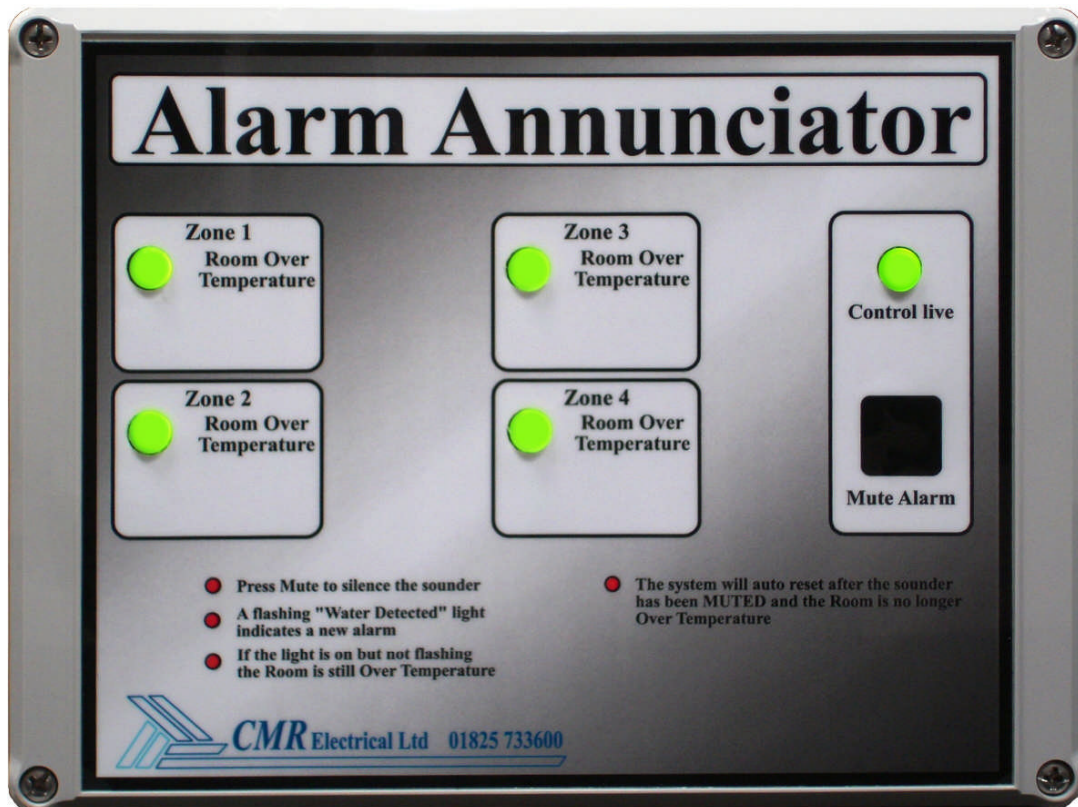 Alarm Annunciator
Zone 1
Room Over
Temperature
Zone 2
Room Over
Temperature
Zone 3
Room Over
Temperature
Zone 4
Room Over
Temperature
Control live
Mute Alarm
Press Mute to silence the sounder
A flashing "Water Detected" light
indicates a new alarm
If the light is on but not flashing
the Room is still Over Temperature
The system will auto reset after the sounder
has been MUTED and the Room is no longer
Over Temperature
CMR Electrical Ltd 01825 733600